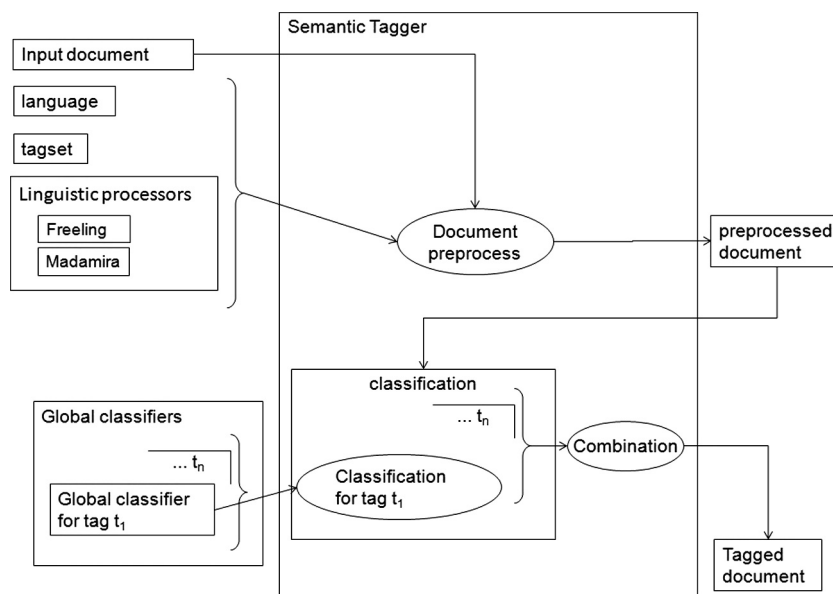 Semantic Tagger
Input document
language
tagset
Linguistic processors
Freeling
Madamira
Document
preprocess
preprocessed
document
classification
... tn
Classification
for tag t1
Combination
Global classifiers
... tn
Global classifier
for tag t1
Tagged
document